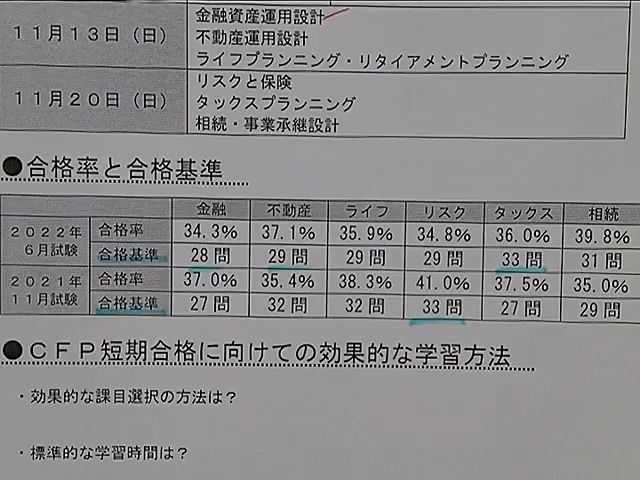 金融資産運用設計
１１月１３日（日）
不動産運用設計
ライフプランニング・リタイアメントプランニング
リスクと保険
１１月２０日（日）
タックスプランニング
相続・事業承継設計
●合格率と合格基準
金融 不動産 ライフ リスク タックス 相続
２０２２年 ６月試験 合格率 34.3% 37.1% 35.9% 34.8% 36.0% 39.8%
合格基準 28問 29問 29問 29問 33問 31問
２０２１年 １１月試験 合格率 37.0% 35.4% 38.3% 41.0% 37.5% 35.0%
合格基準 27問 32問 32問 33問 27問 29問
●ＣＦＰ短期合格に向けての効果的な学習方法
・効果的な課目選択の方法は？
・標準的な学習時間は？